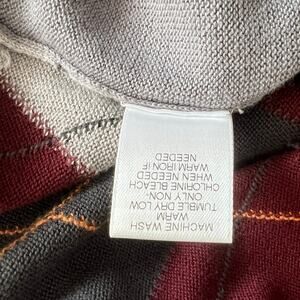 MACHINE WASH
WARM
TUMBLE DRY LOW
ONLY NON-
CHLORINE BLEACH
WHEN NEEDED
WARM IRON IF
NEEDED